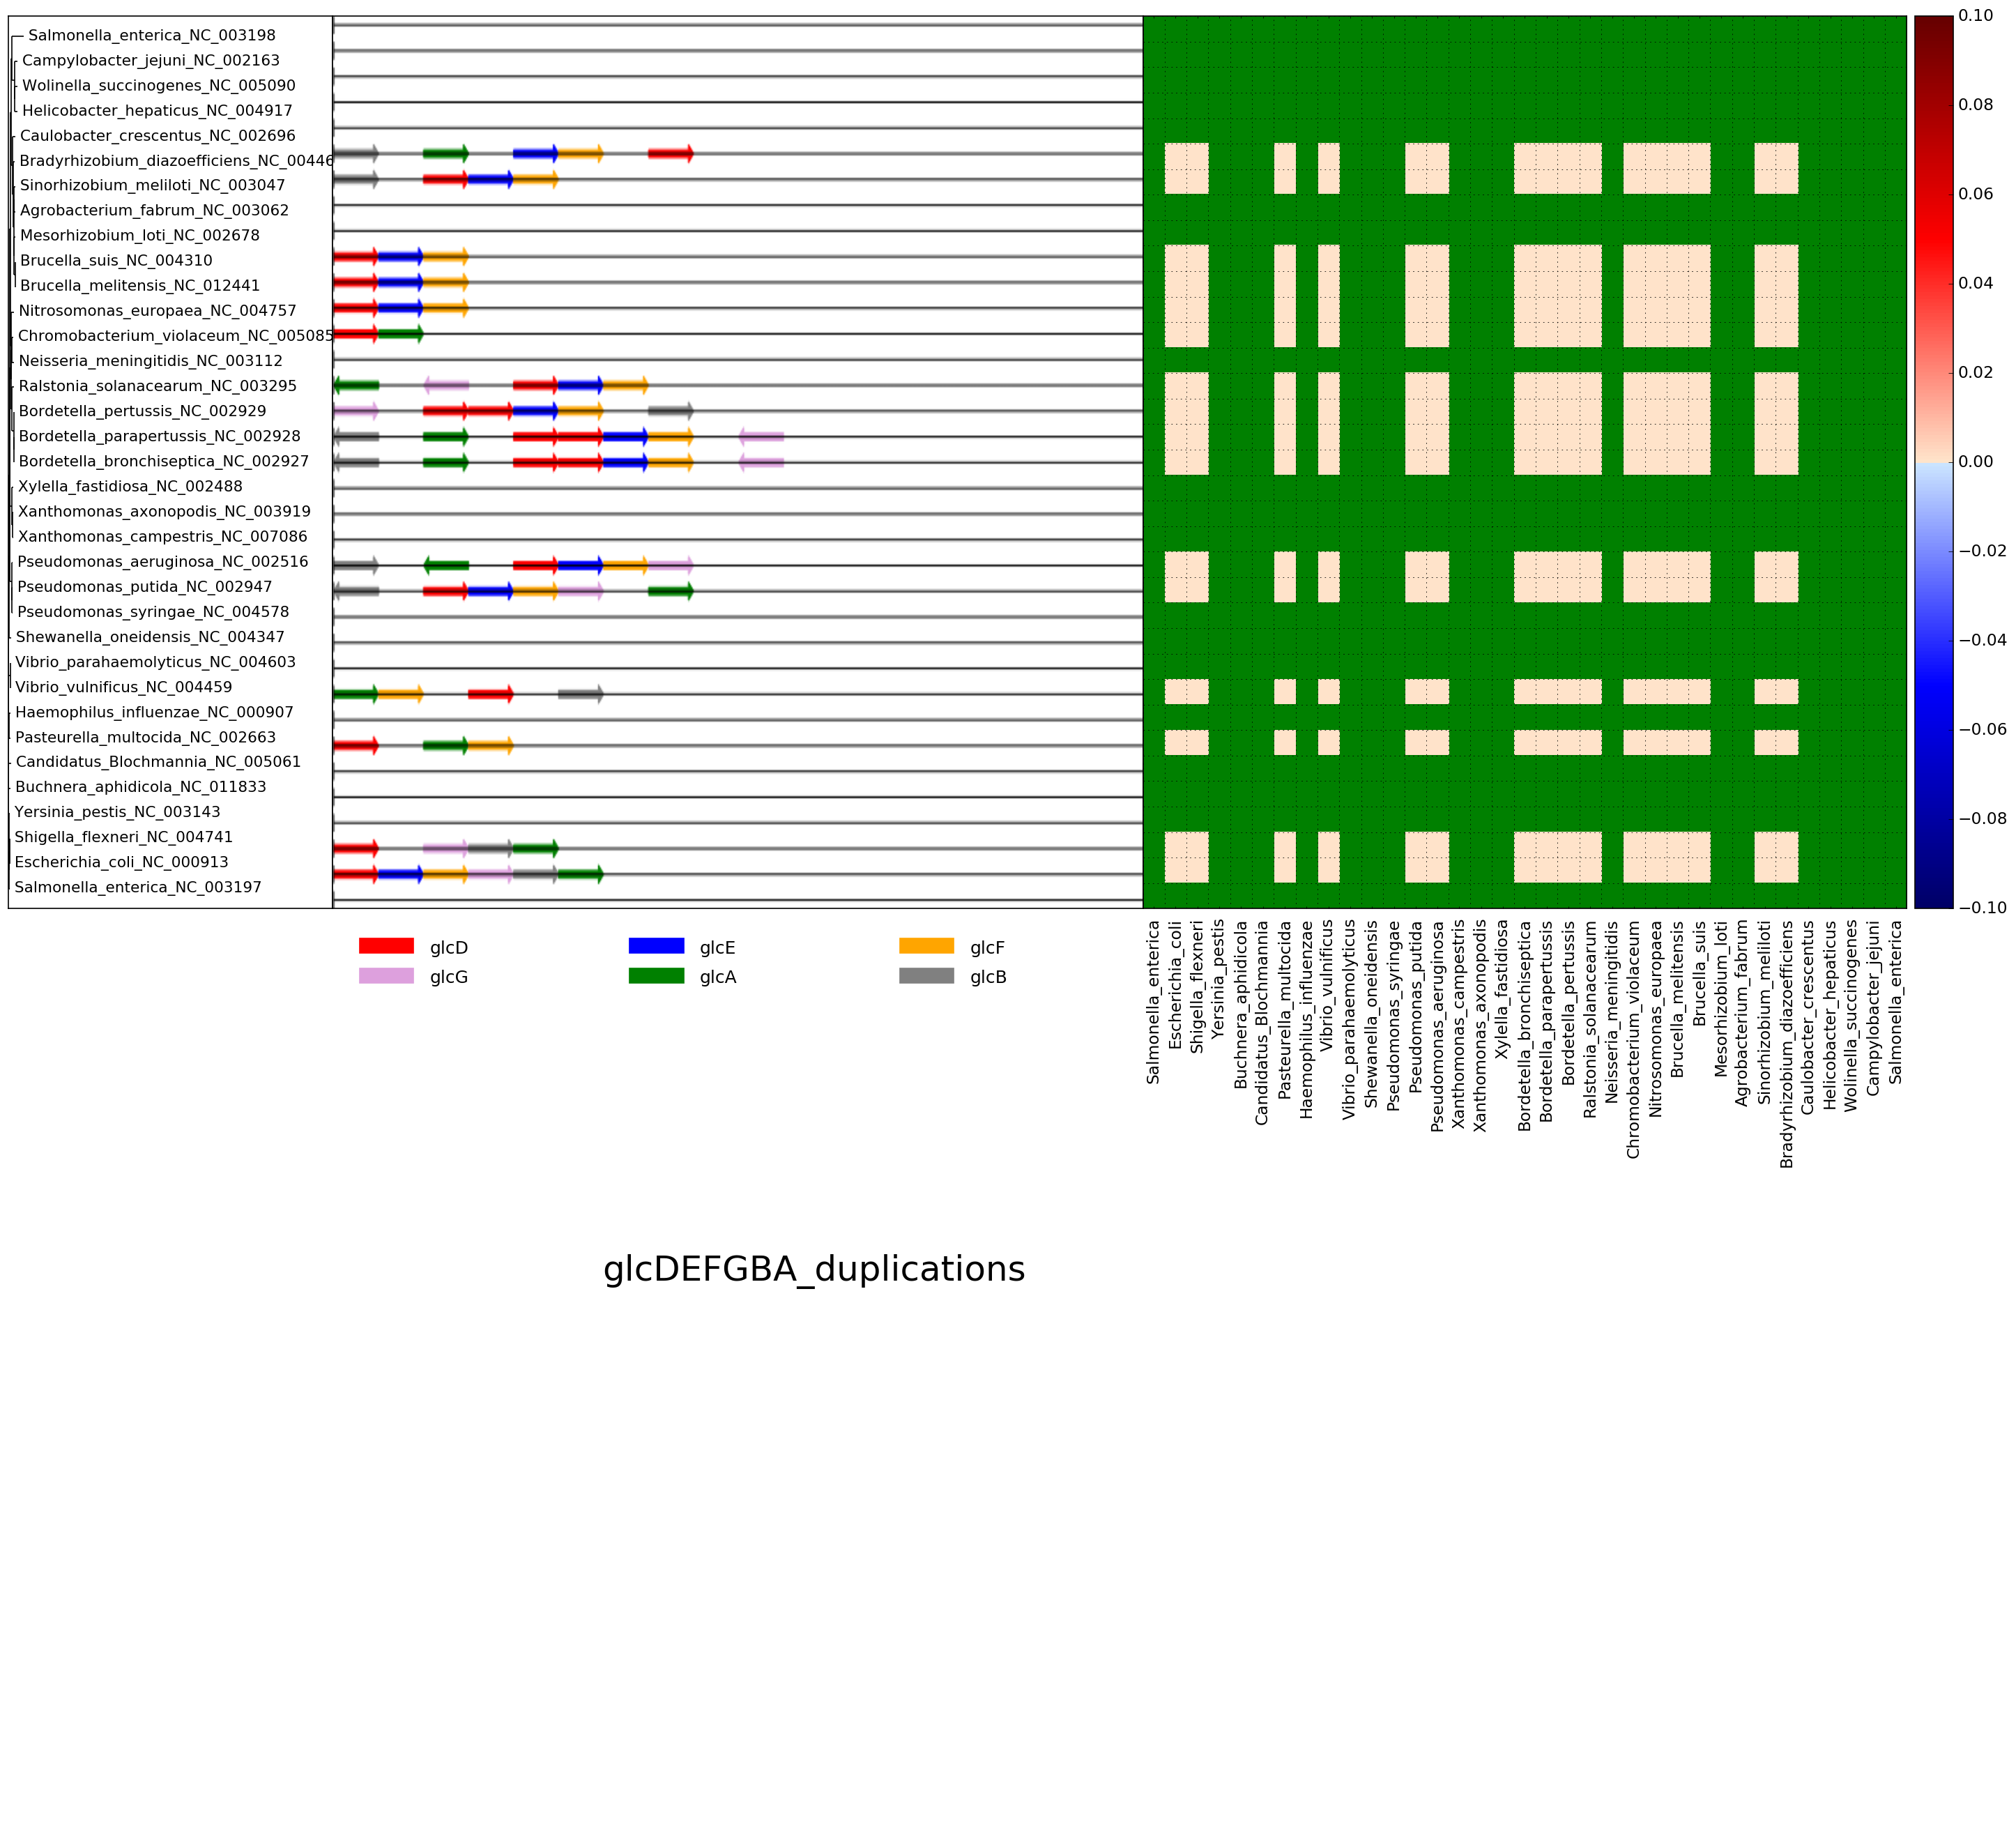 Salmonella_enterica_NC_003198
Campylobacter_jejuni_NC_002163
Wolinella_succinogenes_NC_005090
Helicobacter_hepaticus_NC_004917
Caulobacter_crescentus_NC_002696
Bradyrhizobium_diazoefficiens_NC_00446
Sinorhizobium_meliloti_NC_003047
Agrobacterium_fabrum_NC_003062
Mesorhizobium_loti_NC_002678
Brucella_suis_NC_004310
Brucella_melitensis_NC_012441
Nitrosomonas_europaea_NC_004757
Chromobacterium_violaceum_NC_005085
Neisseria_meningitidis_NC_003112
Ralstonia_solanacearum_NC_003295
Bordetella_pertussis_NC_002929
Bordetella_parapertussis_NC_002928
Bordetella_bronchiseptica_NC_002927
Xylella_fastidiosa_NC_002488
Xanthomonas_axonopodis_NC_003919
Xanthomonas_campestris_NC_007086
Pseudomonas_aeruginosa_NC_002516
Pseudomonas_putida_NC_002947
Pseudomonas_syringae_NC_004578
Shewanella_oneidensis_NC_004347
Vibrio_parahaemolyticus_NC_004603
Vibrio_vulnificus_NC_004459
Haemophilus_influenzae_NC_000907
Pasteurella_multocida_NC_002663
Candidatus_Blochmannia_NC_005061
Buchnera_aphidicola_NC_011833
Yersinia_pestis_NC_003143
Shigella_flexneri_NC_004741
Escherichia_coli_NC_000913
Salmonella_enterica_NC_003197
0.10
0.08
0.06
0.04
0.02
0.00
−0.02
−0.04
−0.06
−0.08
−0.10
glcD
glcE
glcF
glcG
glcA
glcB
Salmonella_enterica
Escherichia_coli
Shigella_flexneri
Yersinia_pestis
Buchnera_aphidicola
Candidatus_Blochmannia
Pasteurella_multocida
Haemophilus_influenzae
Vibrio_vulnificus
Vibrio_parahaemolyticus
Shewanella_oneidensis
Pseudomonas_syringae
Pseudomonas_putida
Pseudomonas_aeruginosa
Xanthomonas_campestris
Xanthomonas_axonopodis
Xylella_fastidiosa
Bordetella_bronchiseptica
Bordetella_parapertussis
Bordetella_pertussis
Ralstonia_solanacearum
Neisseria_meningitidis
Chromobacterium_violaceum
Nitrosomonas_europaea
Brucella_melitensis
Brucella_suis
Mesorhizobium_loti
Agrobacterium_fabrum
Sinorhizobium_meliloti
Bradyrhizobium_diazoefficiens
Caulobacter_crescentus
Helicobacter_hepaticus
Wolinella_succinogenes
Campylobacter_jejuni
Salmonella_enterica
glcDEFGBA_duplications